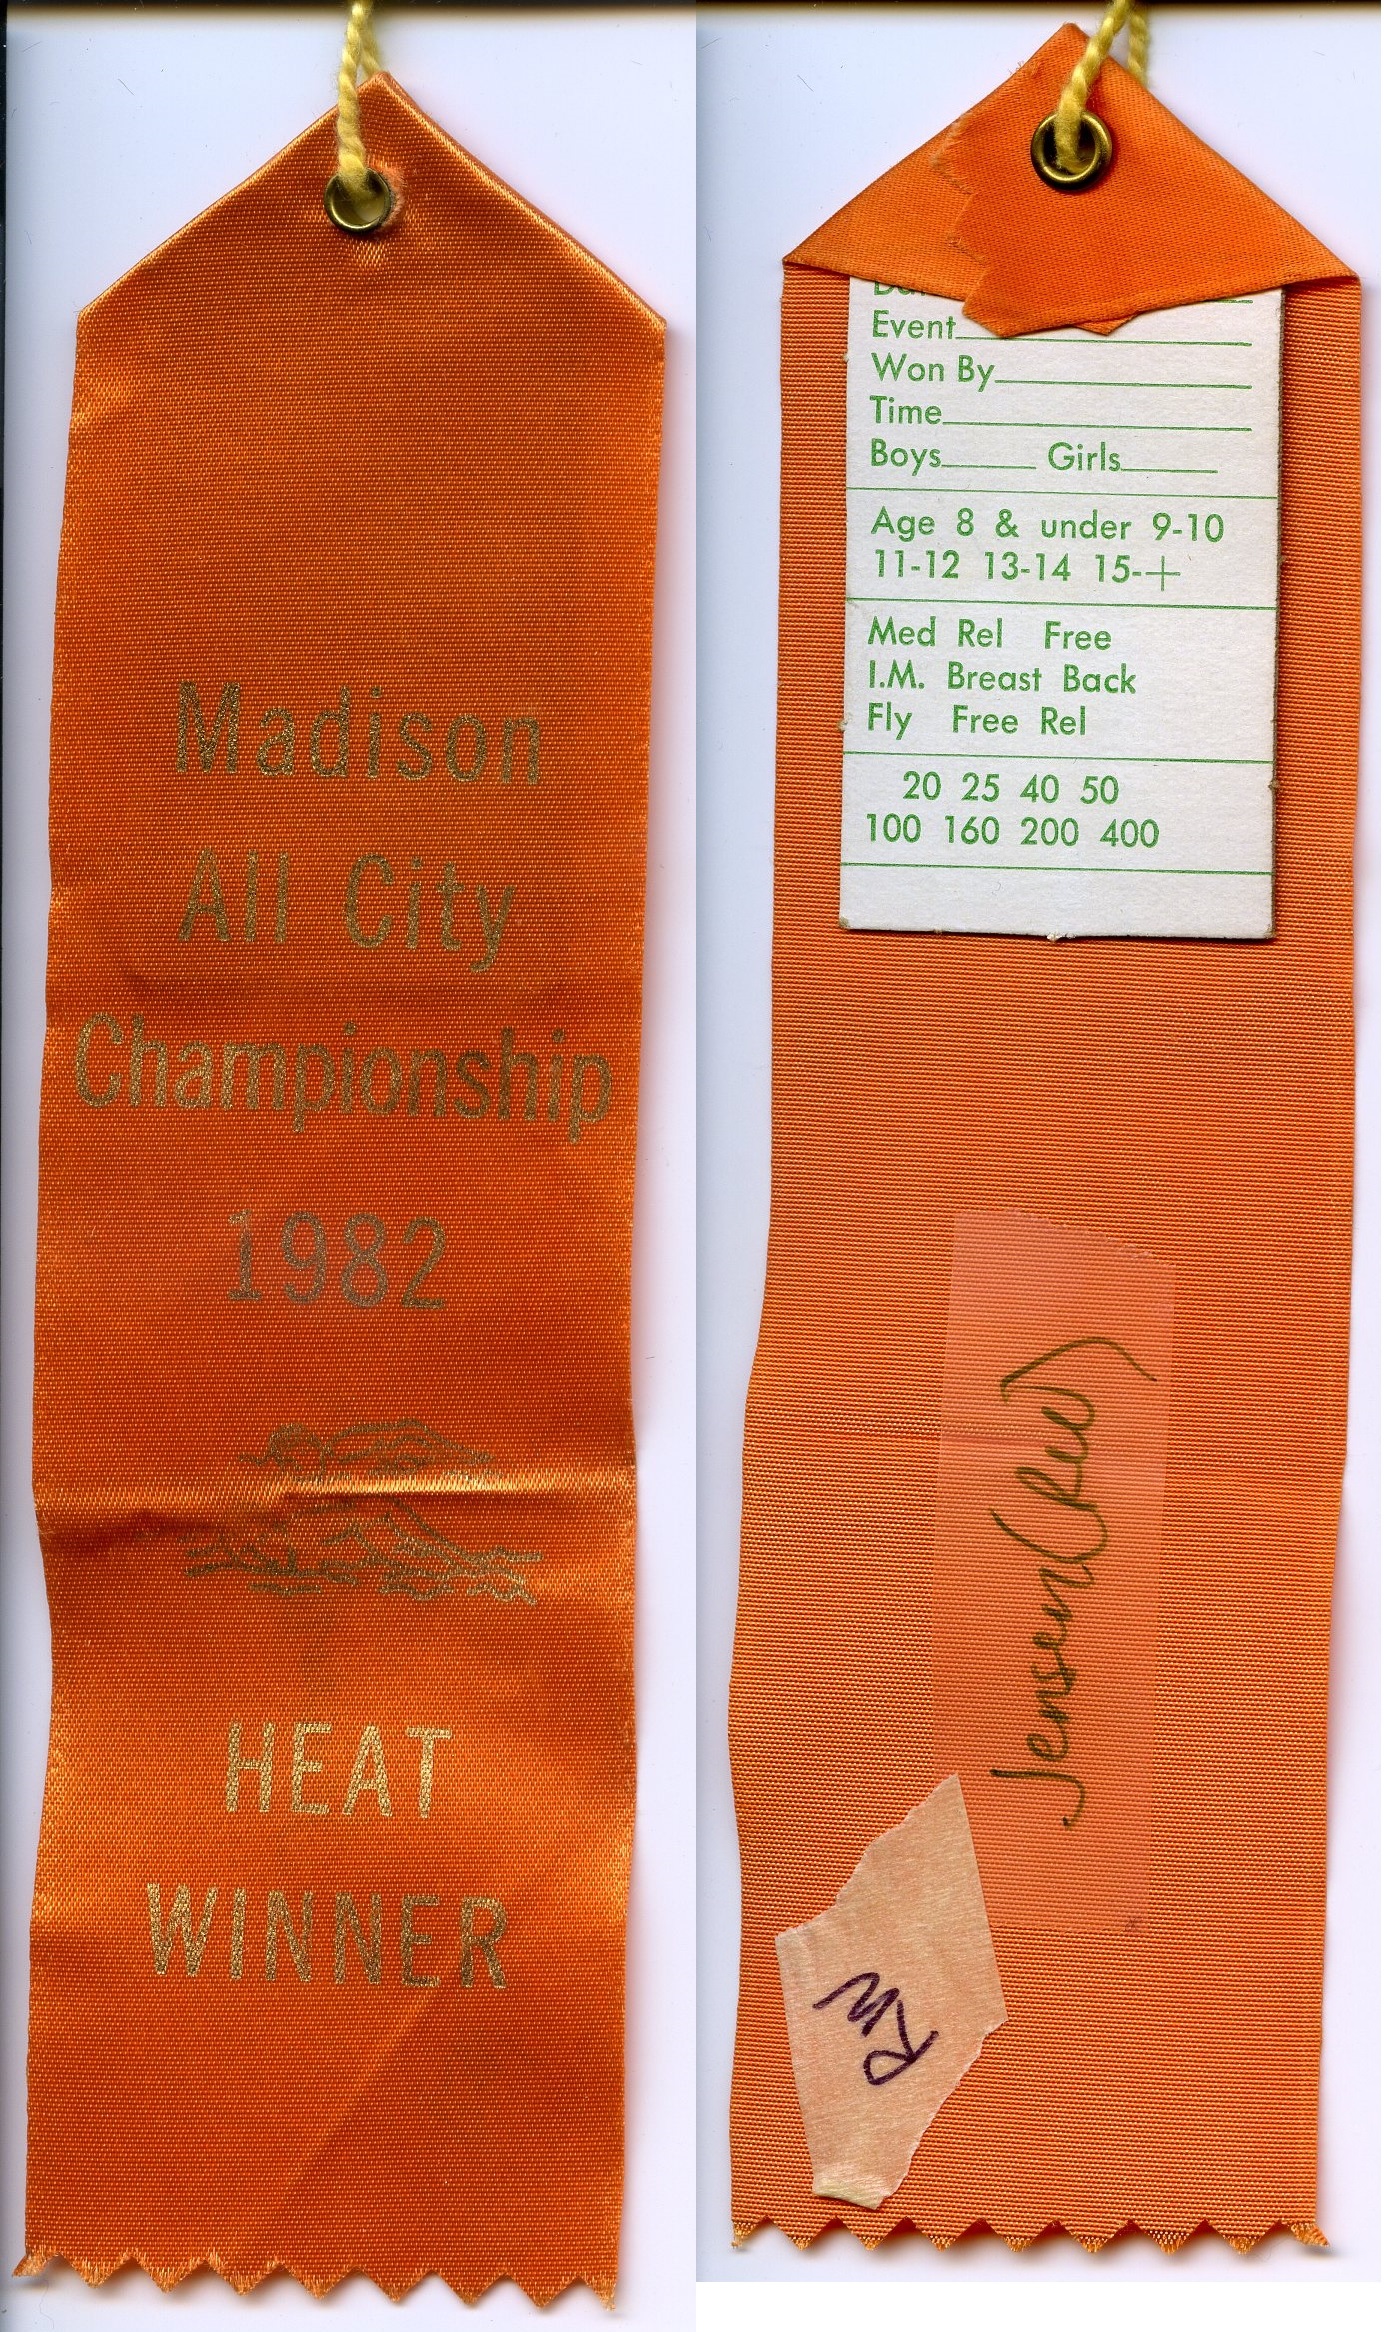 Madison
All City
Championship
1982
HEAT
WINNER
Event
Won By
Time
Boys Girls
Age 8 & under 9-10
11-12 13-14 15-+
Med Rel Free
I.M. Breast Back
Fly Free Rel
20 25 40 50
100 160 200 400
Jensen (RW)
RW